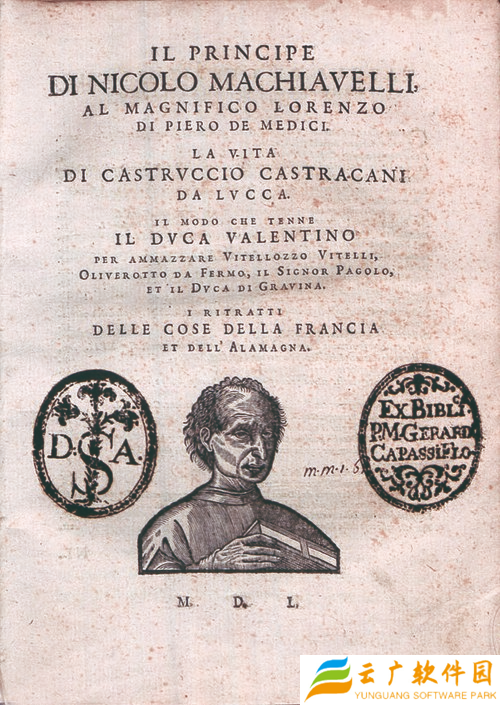 IL PRINCIPE
DI NICOLO MACHIAVELLI,
AL MAGNIFICO LORENZO
DI PIERO DE MEDICI.
LA VITA
DI CASTRVCCIO CASTRACANI
DA LVCCA.
IL MODO CHE TENNE
IL DVCA VALENTINO
PER AMMAZZARE VITELLOZZO VITELLI,
OLIVEROTTO DA FERMO, IL SIGNOR PAGOLO,
ET IL DVCA DI GRAVINA.
I RITRATTI
DELLE COSE DELLA FRANCIA
ET DELL'ALAMAGNA.
D. S A.
EX BIBLI
P.M. GERARD
CAPASSI FLO
M. D. L.
云广软件园
YUNGUANG SOFTWARE PARK